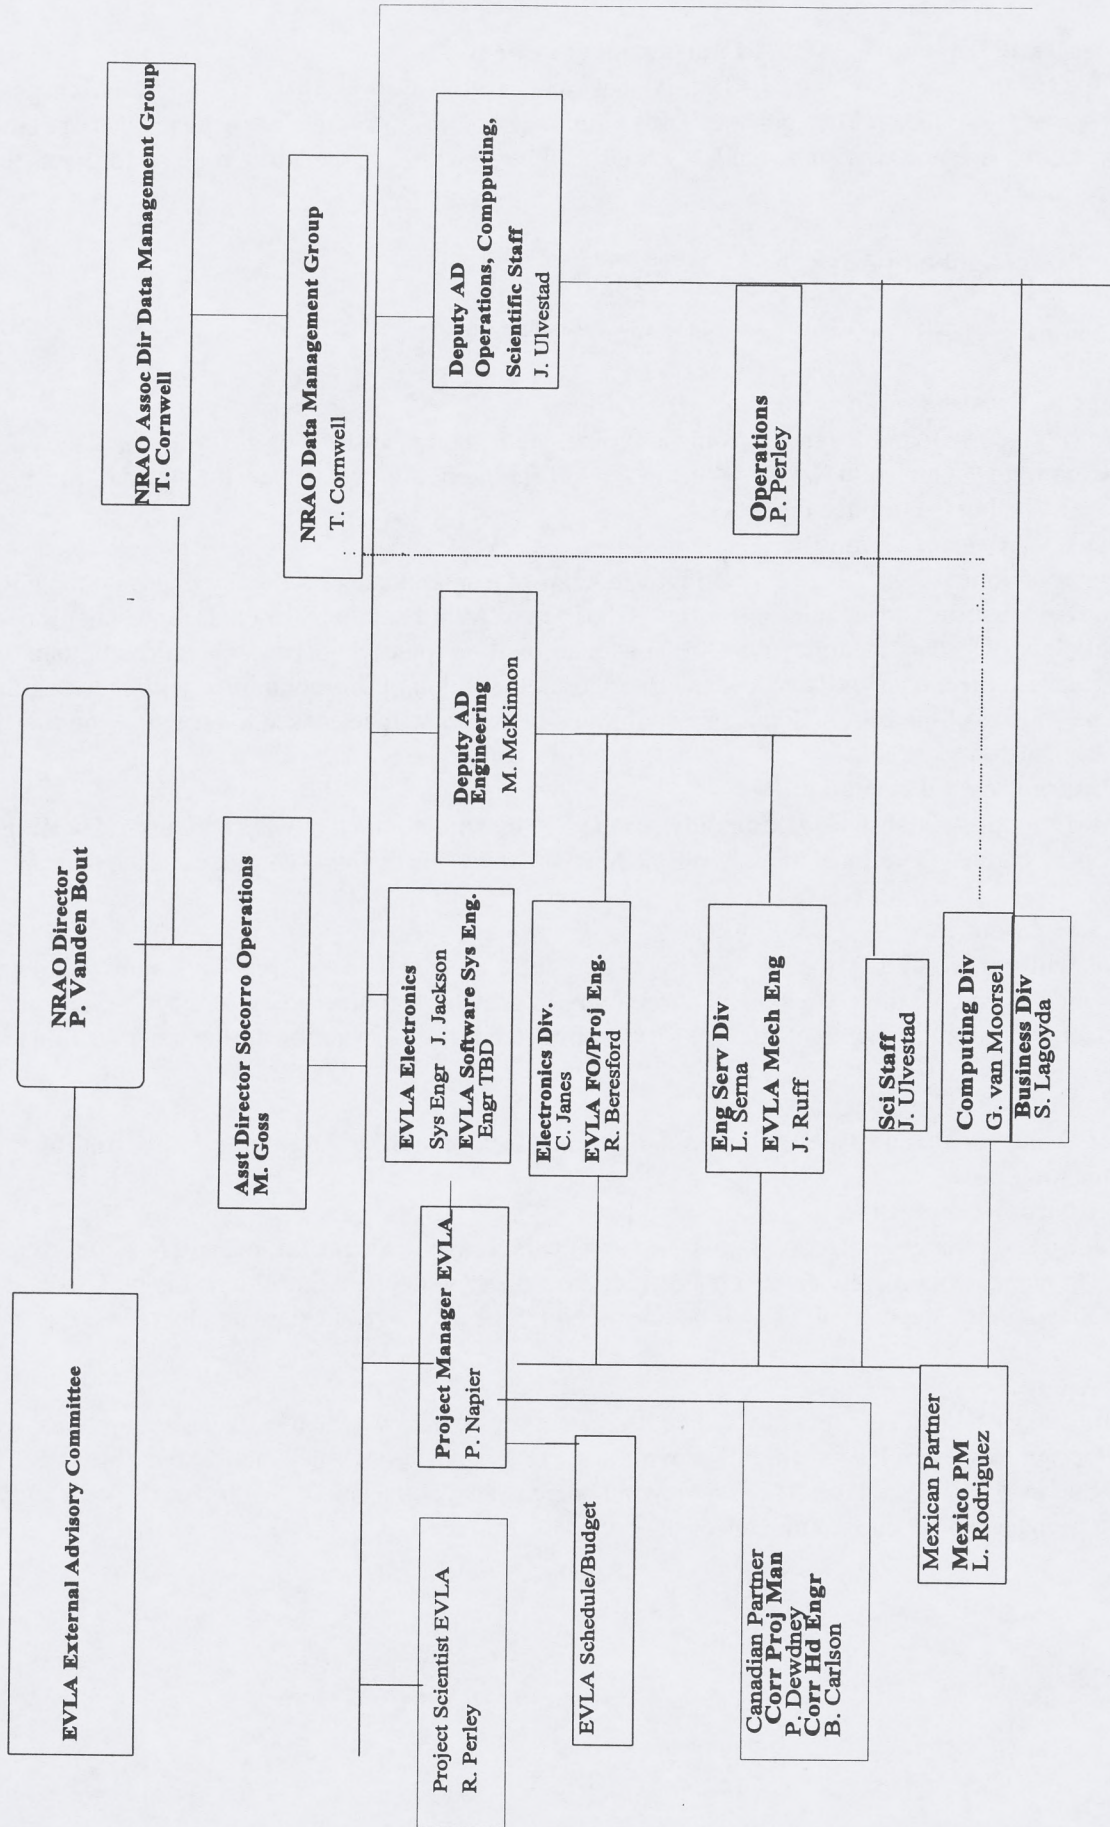 EVLA External Advisory Committee
NRAO Director
P. Vanden Bout
NRAO Assoc Dir Data Management Group
T. Cornwell
Asst Director Socorro Operations
M. Goss
NRAO Data Management Group
T. Cornwell
Project Scientist EVLA
R. Perley
Project Manager EVLA
P. Napier
EVLA Electronics
Sys Engr J. Jackson
EVLA Software Sys Eng.
Engr TBD
Deputy AD
Engineering
M. McKinnon
Deputy AD
Operations, Compputing,
Scientific Staff
J. Ulvestad
EVLA Schedule/Budget
Electronics Div.
C. Janes
EVLA FO/Proj Eng.
R. Beresford
Canadian Partner
Corr Proj Man
P. Dewdney
Corr Hd Engr
B. Carlson
Eng Serv Div
L. Serna
EVLA Mech Eng
J. Ruff
Operations
P. Perley
Sci Staff
J. Ulvestad
Mexican Partner
Mexico PM
L. Rodriguez
Computing Div
G. van Moorsel
Business Div
S. Lagoyda